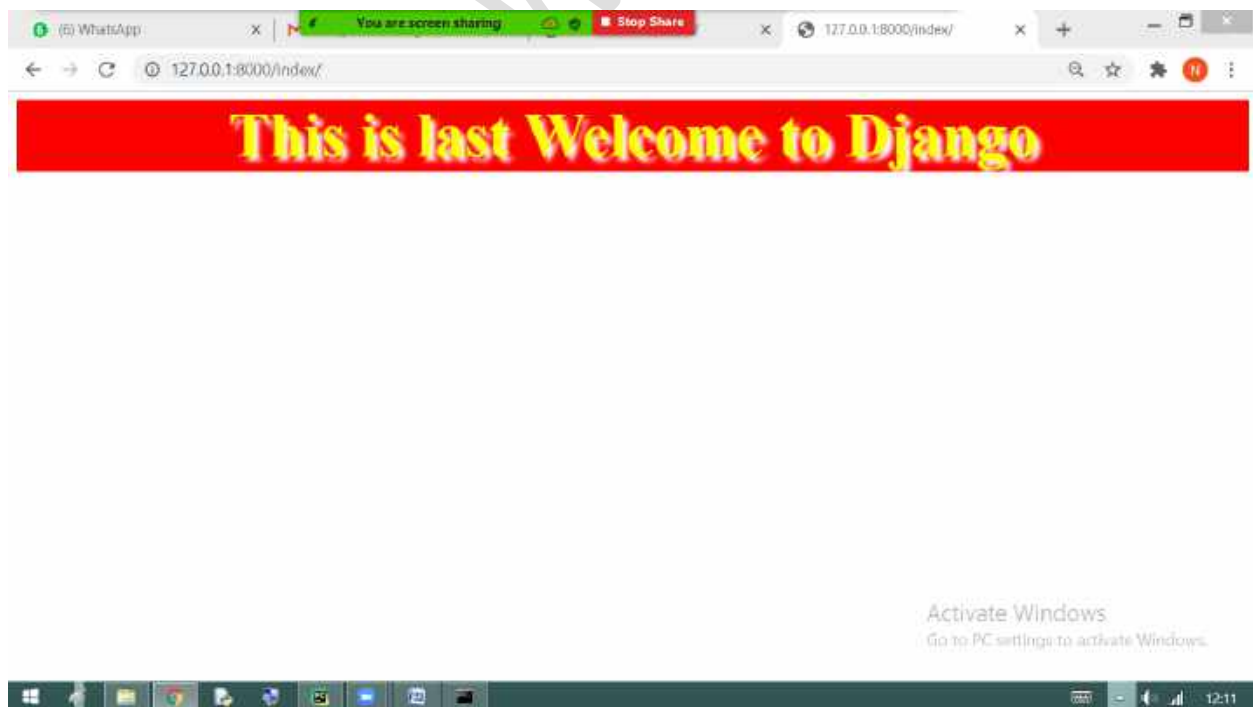 (6) WhatsApp
You are screen sharing
Stop Share
127.0.0.1:8000/index/
127.0.0.1:8000/index/
N
This is last Welcome to Django
Activate Windows
Go to PC settings to activate Windows.
12:11